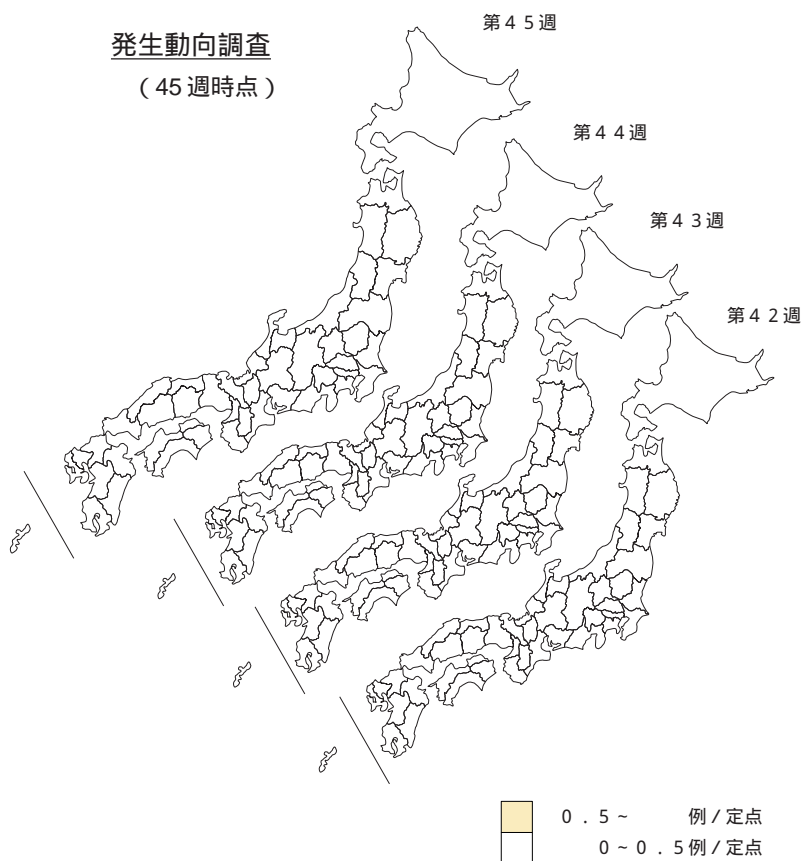 発生動向調査
（45週時点）
第４５週
第４４週
第４３週
第４２週
０．５～　　例／定点
０～０．５例／定点